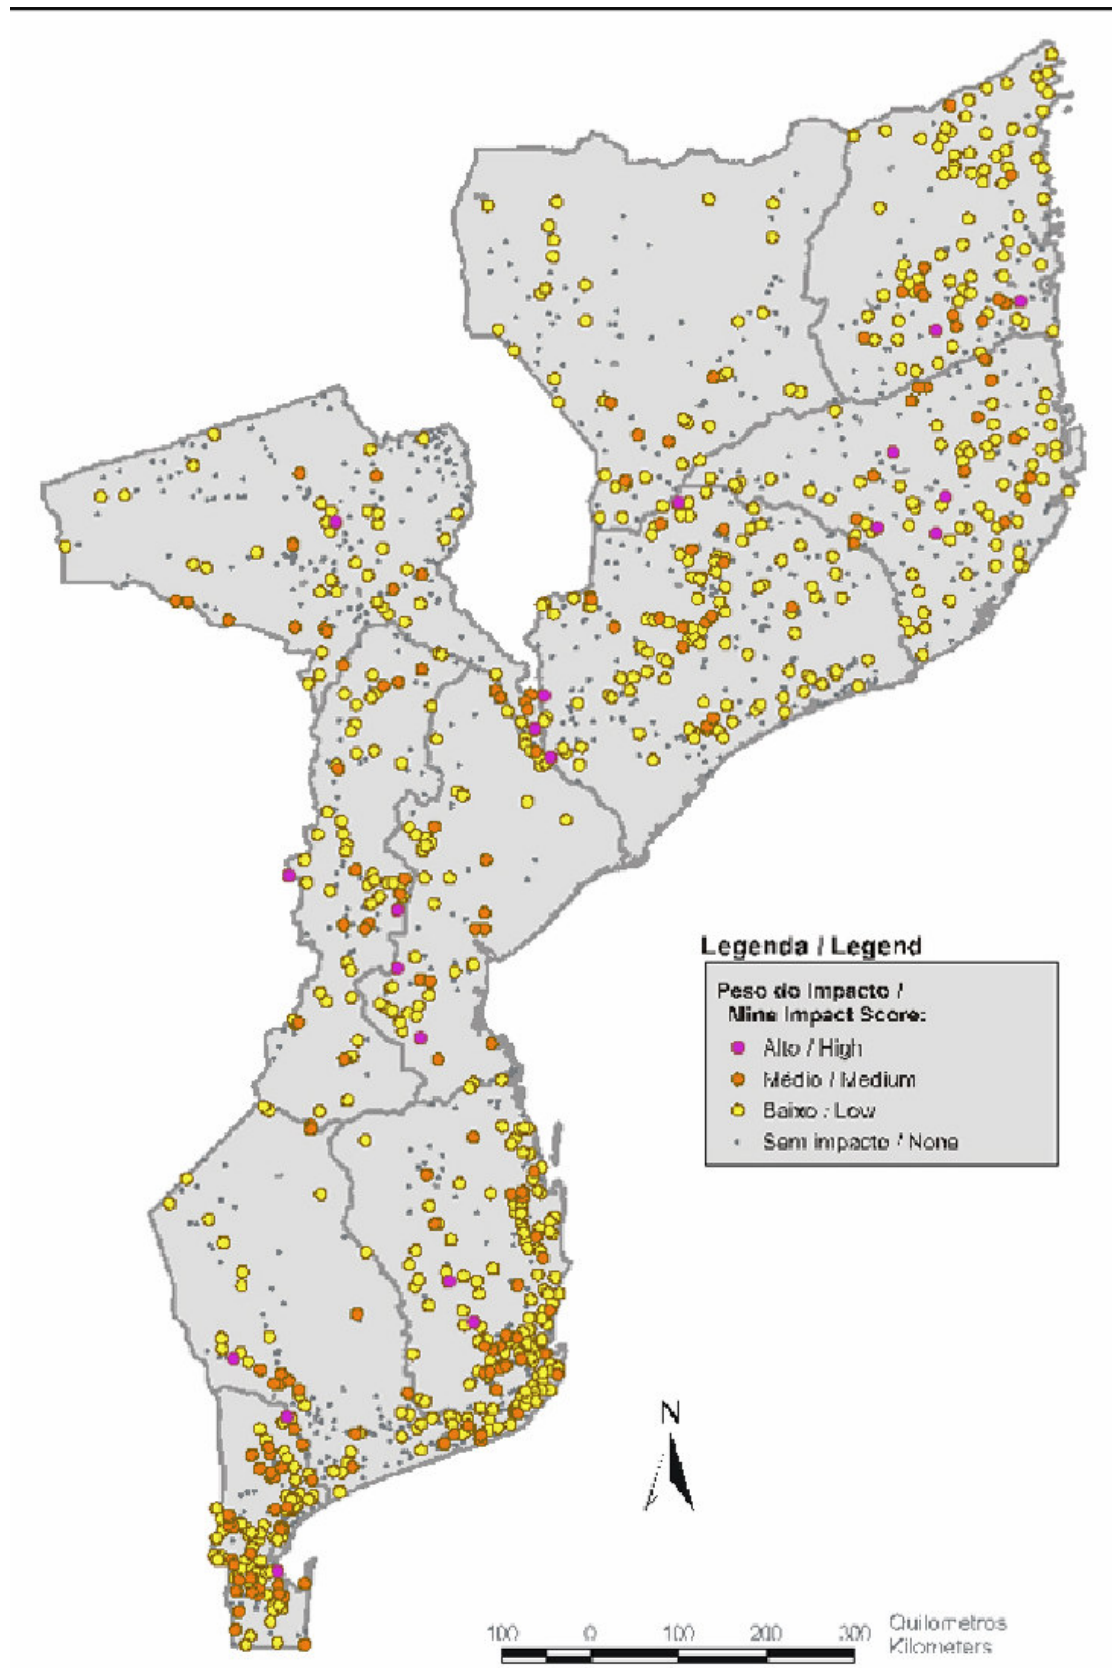 Legenda / Legend
Peso do Impacto /
Mine Impact Score:
Alto / High
Médio / Medium
Baixo / Low
Sem impacto / None
N
100 0 100 200 300 Quilometros
Kilometers